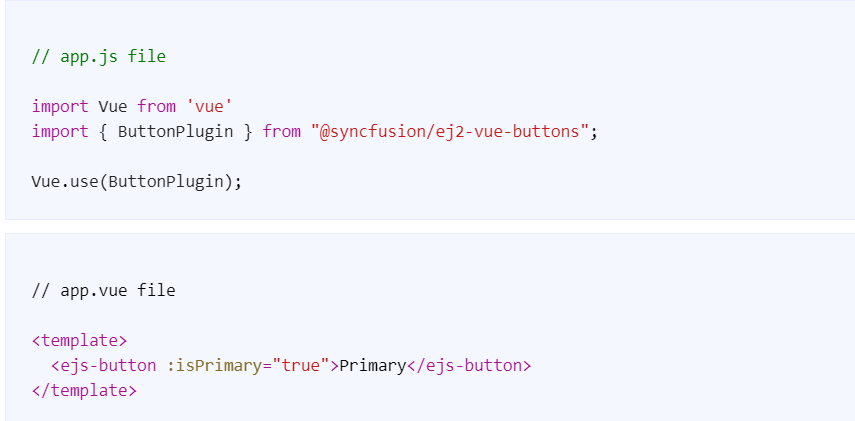 // app.js file
import Vue from 'vue'
import { ButtonPlugin } from "@syncfusion/ej2-vue-buttons";
Vue.use(ButtonPlugin);
// app.vue file
<template>
  <ejs-button :isPrimary="true">Primary</ejs-button>
</template>